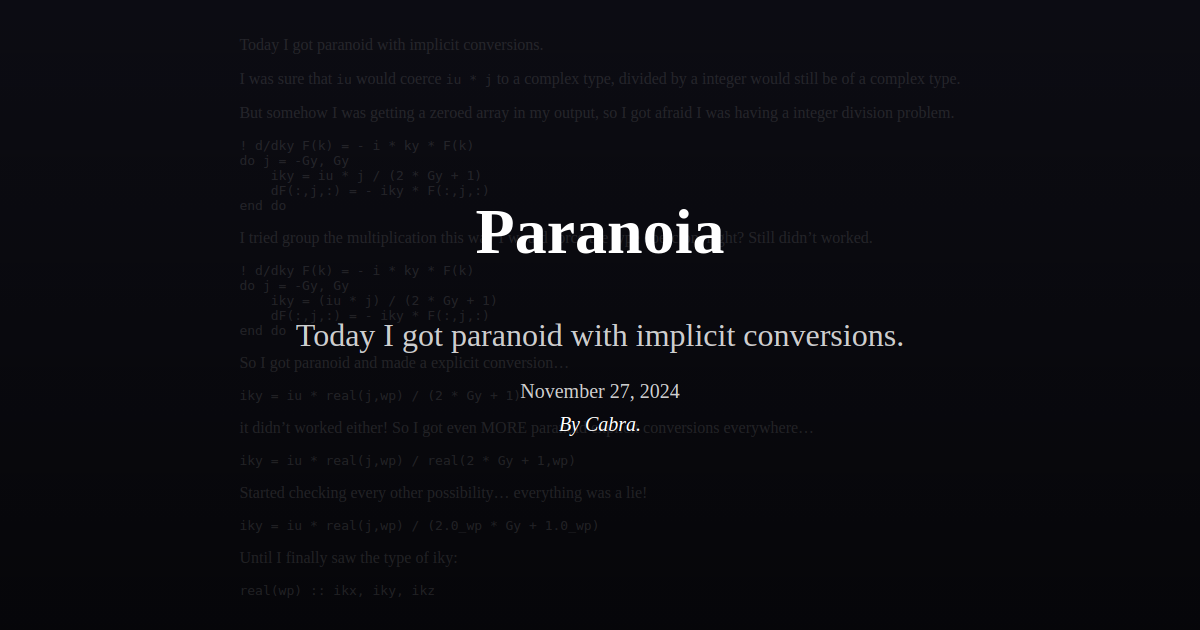 Today I got paranoid with implicit conversions.
I was sure that iu would coerce iu * j to a complex type, divided by a integer would still be of a complex type.
But somehow I was getting a zeroed array in my output, so I got afraid I was having a integer division problem.
! d/dky F(k) = - i * ky * F(k)
do j = -Gy, Gy
iky = iu * j / (2 * Gy + 1)
dF(:,j,:) = - iky * F(:,j,:)
end do
Paranoia
I tried group the multiplication this Still didn’t worked.
! d/dky F(k) = - i * ky * F(k)
do j = -Gy, Gy
iky = (iu * j) / (2 * Gy + 1)
dF(:,j,:) = - iky * F(:,j,:)
end do
Today I got paranoid with implicit conversions.
So I got paranoid and made a explicit conversion…
iky = iu * real(j,wp) / (2 * Gy + 1)
November 27, 2024
it didn’t worked either! So I got even MORE conversions everywhere…
By Cabra.
iky = iu * real(j,wp) / real(2 * Gy + 1,wp)
Started checking every other possibility… everything was a lie!
iky = iu * real(j,wp) / (2.0_wp * Gy + 1.0_wp)
Until I finally saw the type of iky:
real(wp) :: ikx, iky, ikz